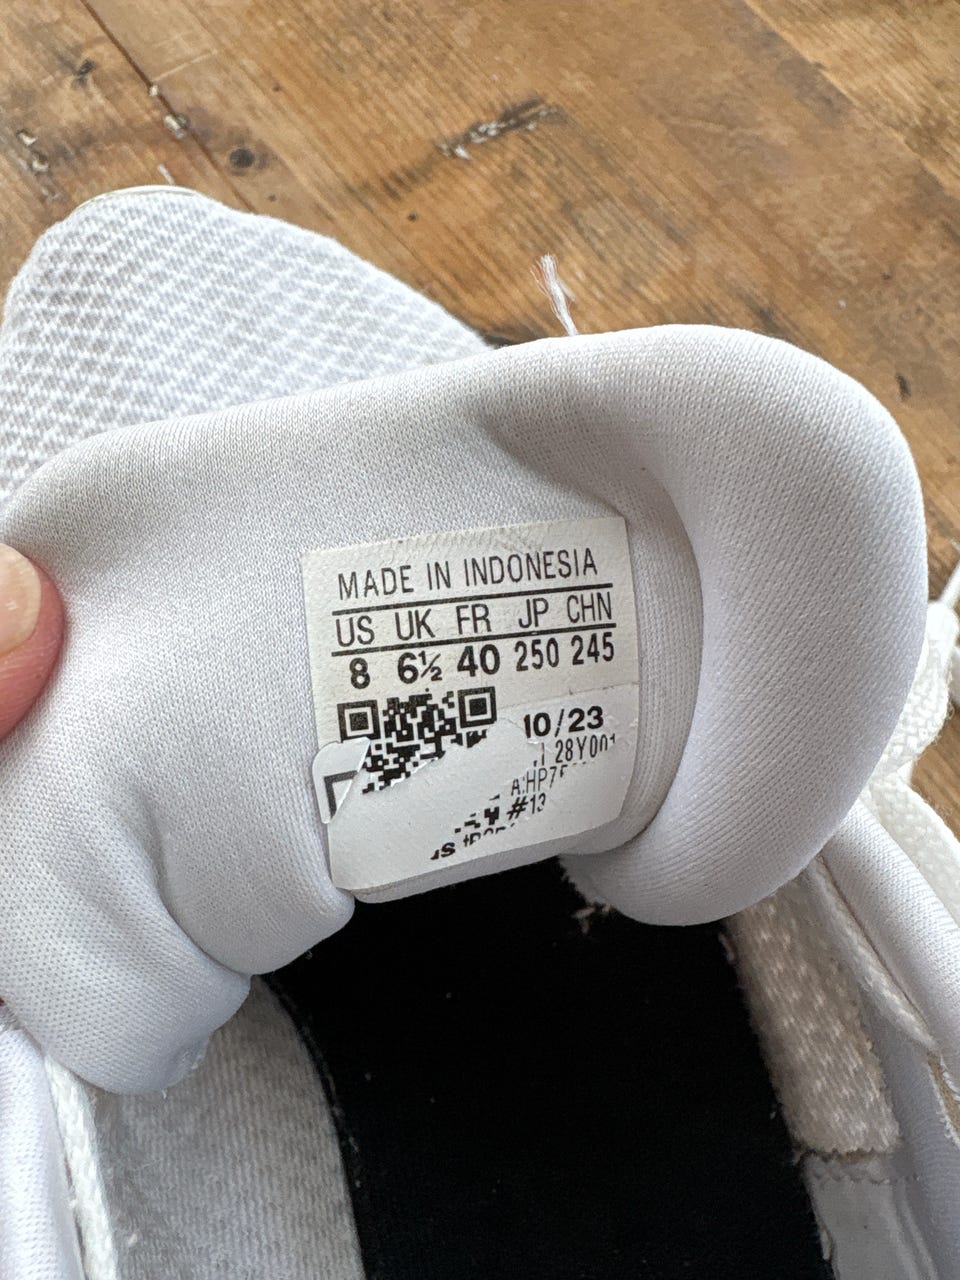 MADE IN INDONESIA
US UK FR JP CHN
8 6½ 40 250 245
10/23
28Y001
#13